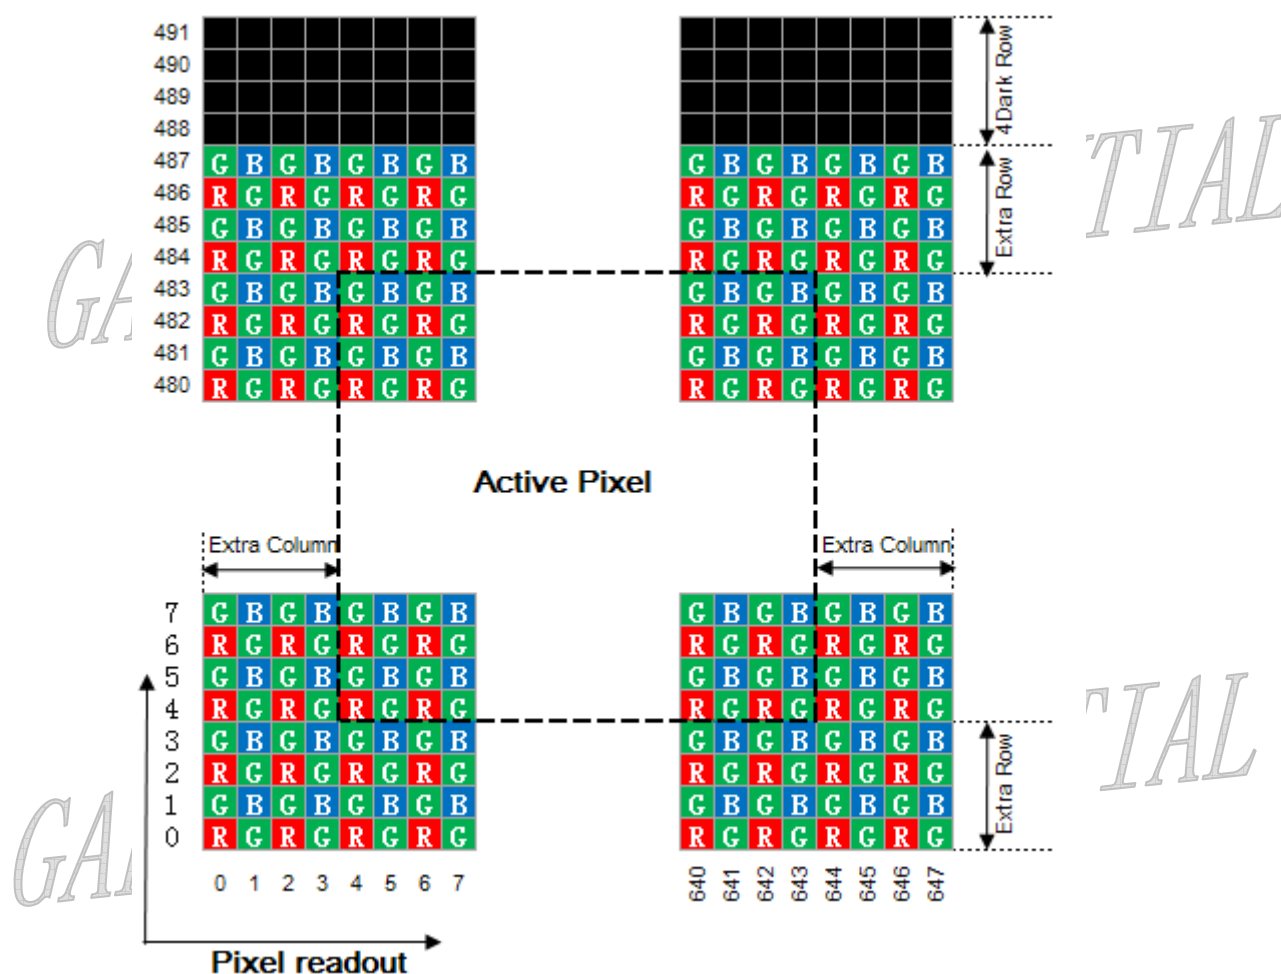 491
490
489
488
4Dark Row
487 G B G B G B G B G B G B G B G B
486 R G R G R G R G R G R G R G R G
485 G B G B G B G B G B G B G B G B
484 R G R G R G R G R G R G R G R G
Extra Row
483 G B G B G B G B G B G B G B G B
482 R G R G R G R G R G R G R G R G
481 G B G B G B G B G B G B G B G B
480 R G R G R G R G R G R G R G R G
Active Pixel
Extra Column Extra Column
7 G B G B G B G B G B G B G B G B
6 R G R G R G R G R G R G R G R G
5 G B G B G B G B G B G B G B G B
4 R G R G R G R G R G R G R G R G
3 G B G B G B G B G B G B G B G B
2 R G R G R G R G R G R G R G R G
1 G B G B G B G B G B G B G B G B
0 R G R G R G R G R G R G R G R G
Extra Row
0 1 2 3 4 5 6 7 640 641 642 643 644 645 646 647
Pixel readout